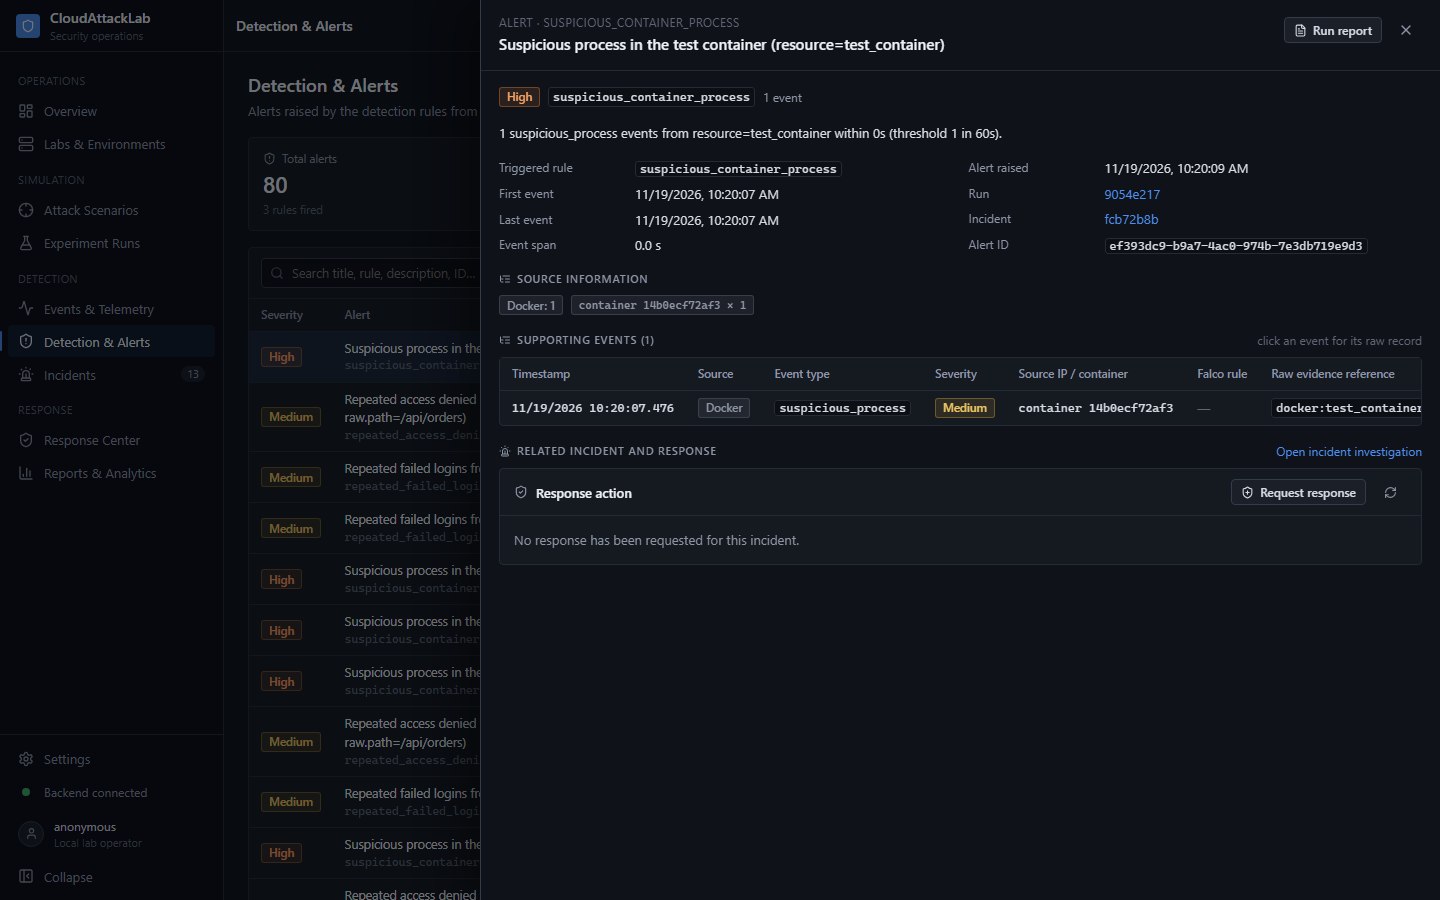 CloudAttackLab
Security operations
OPERATIONS
Overview
Labs & Environments
SIMULATION
Attack Scenarios
Experiment Runs
DETECTION
Events & Telemetry
Detection & Alerts
Incidents 13
RESPONSE
Response Center
Reports & Analytics
Settings
Backend connected
anonymous
Local lab operator
Collapse
Detection & Alerts
Detection & Alerts
Alerts raised by the detection rules from
Total alerts
80
3 rules fired
Search title, rule, description, ID...
Severity Alert
High Suspicious process in the
suspicious_container
Medium Repeated access denied
raw.path=/api/orders)
repeated_access_deni
Medium Repeated failed logins fr
repeated_failed_logi
Medium Repeated failed logins fr
repeated_failed_logi
High Suspicious process in the
suspicious_container
High Suspicious process in the
suspicious_container
High Suspicious process in the
suspicious_container
Medium Repeated access denied
raw.path=/api/orders)
repeated_access_deni
Medium Repeated failed logins fr
repeated_failed_logi
High Suspicious process in the
suspicious_container
Repeated access denied
ALERT · SUSPICIOUS_CONTAINER_PROCESS
Suspicious process in the test container (resource=test_container)
Run report
High suspicious_container_process 1 event
1 suspicious_process events from resource=test_container within 0s (threshold 1 in 60s).
Triggered rule suspicious_container_process
First event 11/19/2026, 10:20:07 AM
Last event 11/19/2026, 10:20:07 AM
Event span 0.0 s
Alert raised 11/19/2026, 10:20:09 AM
Run 9054e217
Incident fcb72b8b
Alert ID ef393dc9-b9a7-4ac0-974b-7e3db719e9d3
SOURCE INFORMATION
Docker: 1 container 14b0ecf72af3 × 1
SUPPORTING EVENTS (1) click an event for its raw record
Timestamp Source Event type Severity Source IP / container Falco rule Raw evidence reference
11/19/2026 10:20:07.476 Docker suspicious_process Medium container 14b0ecf72af3 — docker:test_container
RELATED INCIDENT AND RESPONSE Open incident investigation
Response action Request response
No response has been requested for this incident.